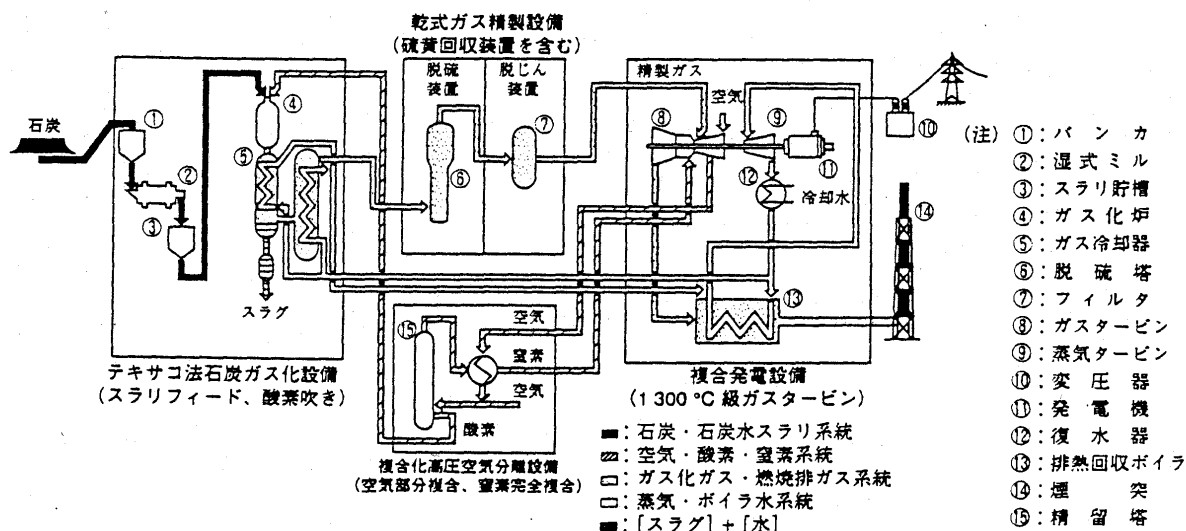 乾式ガス精製設備
(硫黄回収装置を含む)
脱硫
装置
脱じん
装置
精製ガス
空気
石炭
①
②
③
④
⑤
⑥
⑦
⑧
⑨
⑩
⑪
⑫
冷却水
⑬
⑭
スラグ
⑮
空気
窒素
空気
酸素
テキサコ法石炭ガス化設備
(スラリフィード、酸素吹き)
複合化高圧空気分離設備
(空気部分複合、窒素完全複合)
複合発電設備
(1 300 ℃ 級ガスタービン)
:石炭・石炭水スラリ系統
:空気・酸素・窒素系統
:ガス化ガス・燃焼排ガス系統
:蒸気・ボイラ水系統
:[スラグ]+[水]
(注) ①:バンカ
②:湿式ミル
③:スラリ貯槽
④:ガス化炉
⑤:ガス冷却器
⑥:脱硫塔
⑦:フィルタ
⑧:ガスタービン
⑨:蒸気タービン
⑩:変圧器
⑪:発電機
⑫:復水器
⑬:排熱回収ボイラ
⑭:煙突
⑮:精留塔